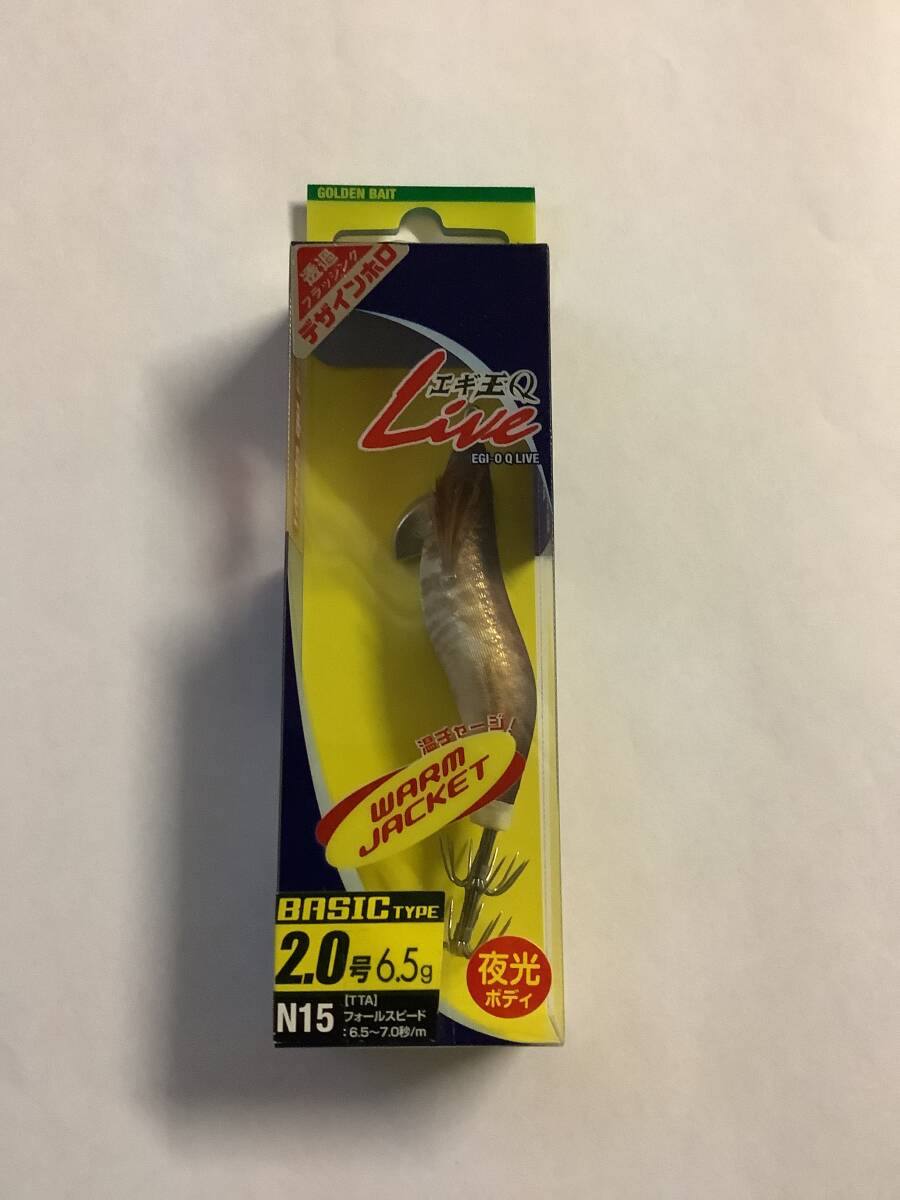 GOLDEN BAIT
透過
フラッシング
デザインホロ
エギ王Q
Live
EGI-O Q LIVE
温チャージ!
WARM
JACKET
BASIC TYPE
2.0号 6.5g
N15
[TTA]
フォールスピード
:6.5〜7.0秒/m
夜光
ボディ